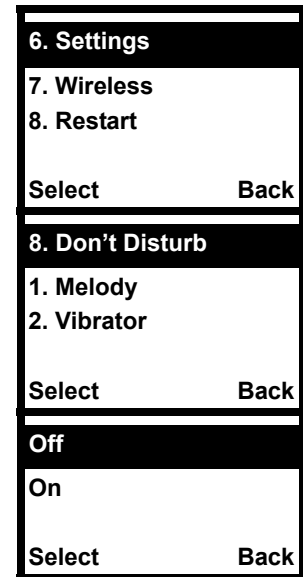 6. Settings
7. Wireless
8. Restart
Select Back
8. Don’t Disturb
1. Melody
2. Vibrator
Select Back
Off
On
Select Back